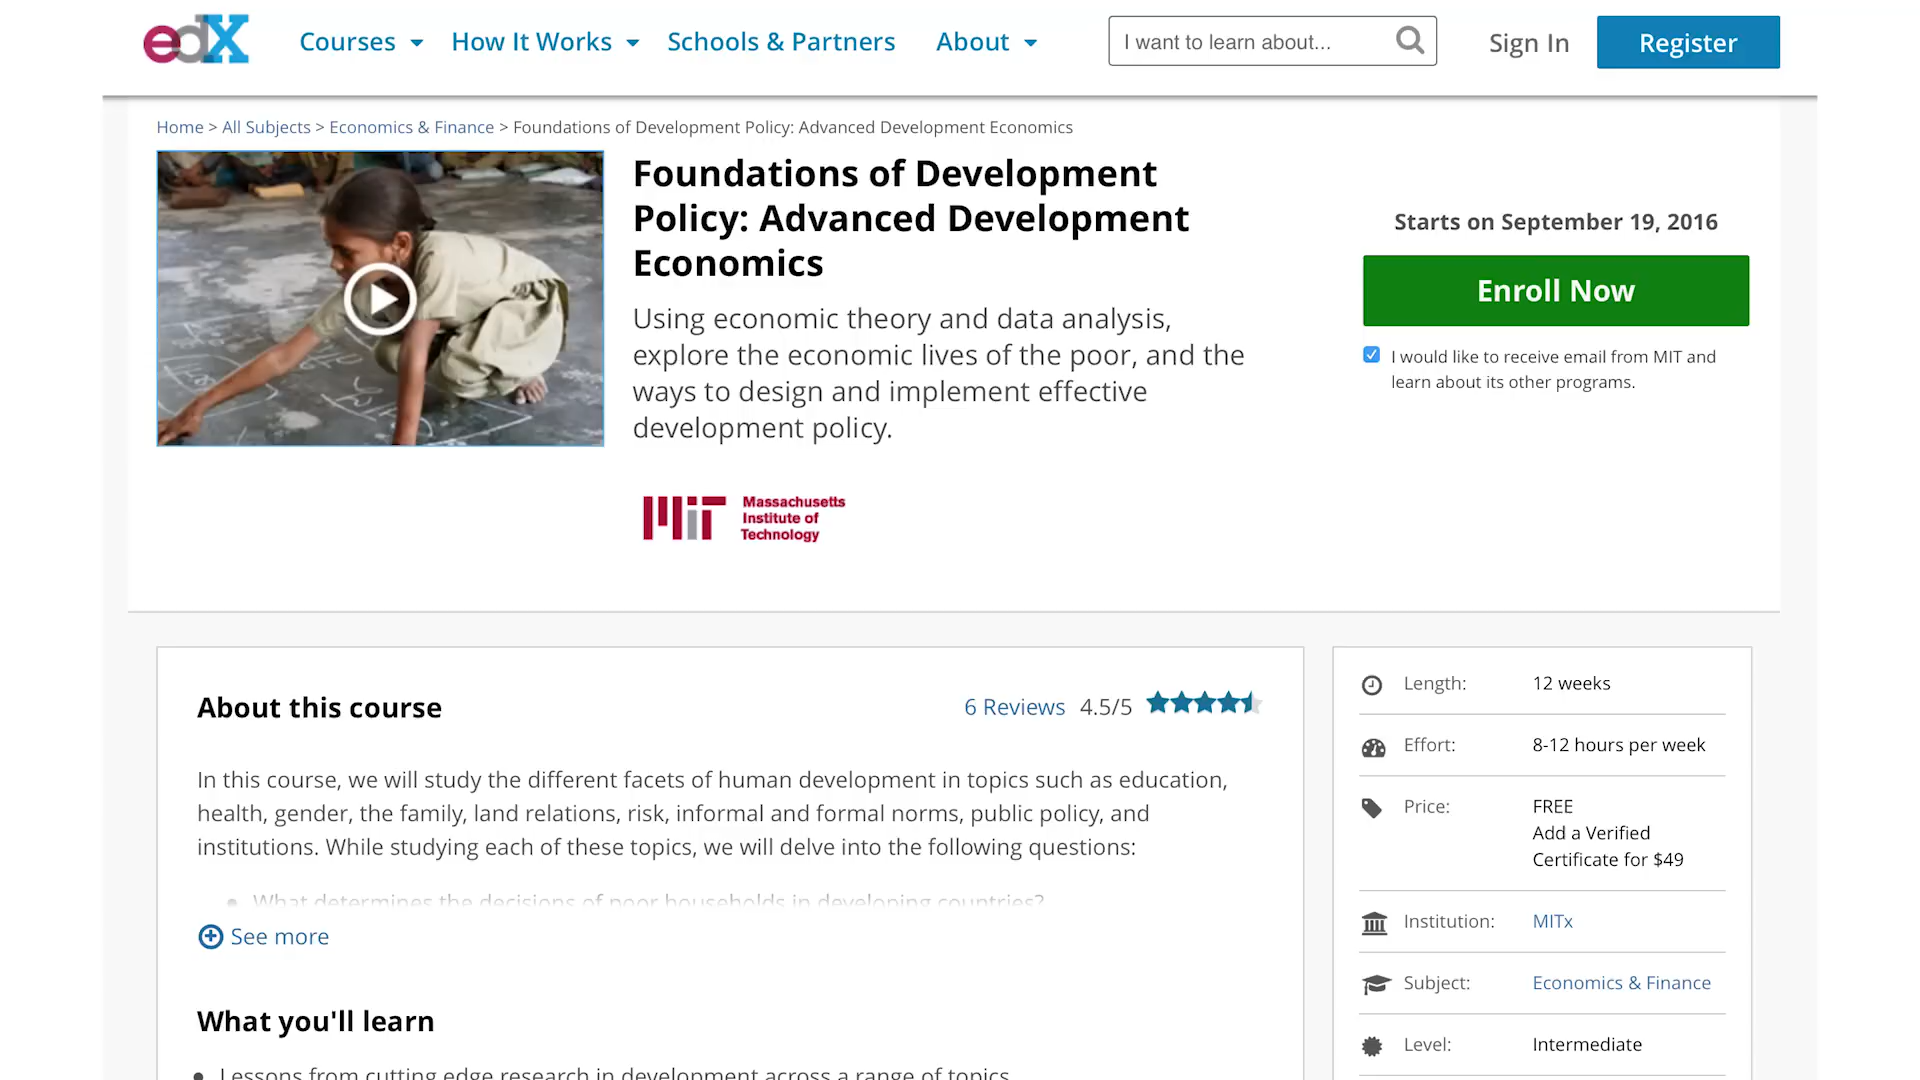 edX
Courses
How It Works
Schools & Partners
About
I want to learn about...
Sign In
Register
Home > All Subjects > Economics & Finance > Foundations of Development Policy: Advanced Development Economics
Foundations of Development
Policy: Advanced Development
Economics
Using economic theory and data analysis,
explore the economic lives of the poor, and the
ways to design and implement effective
development policy.
MIT
Massachusetts
Institute of
Technology
Starts on September 19, 2016
Enroll Now
I would like to receive email from MIT and
learn about its other programs.
About this course
6 Reviews 4.5/5
In this course, we will study the different facets of human development in topics such as education,
health, gender, the family, land relations, risk, informal and formal norms, public policy, and
institutions. While studying each of these topics, we will delve into the following questions:
• What determines the decisions of poor households in developing countries?
See more
What you'll learn
• Lessons from cutting edge research in development across a range of topics
Length: 12 weeks
Effort: 8-12 hours per week
Price: FREE
Add a Verified
Certificate for $49
Institution: MITx
Subject: Economics & Finance
Level: Intermediate